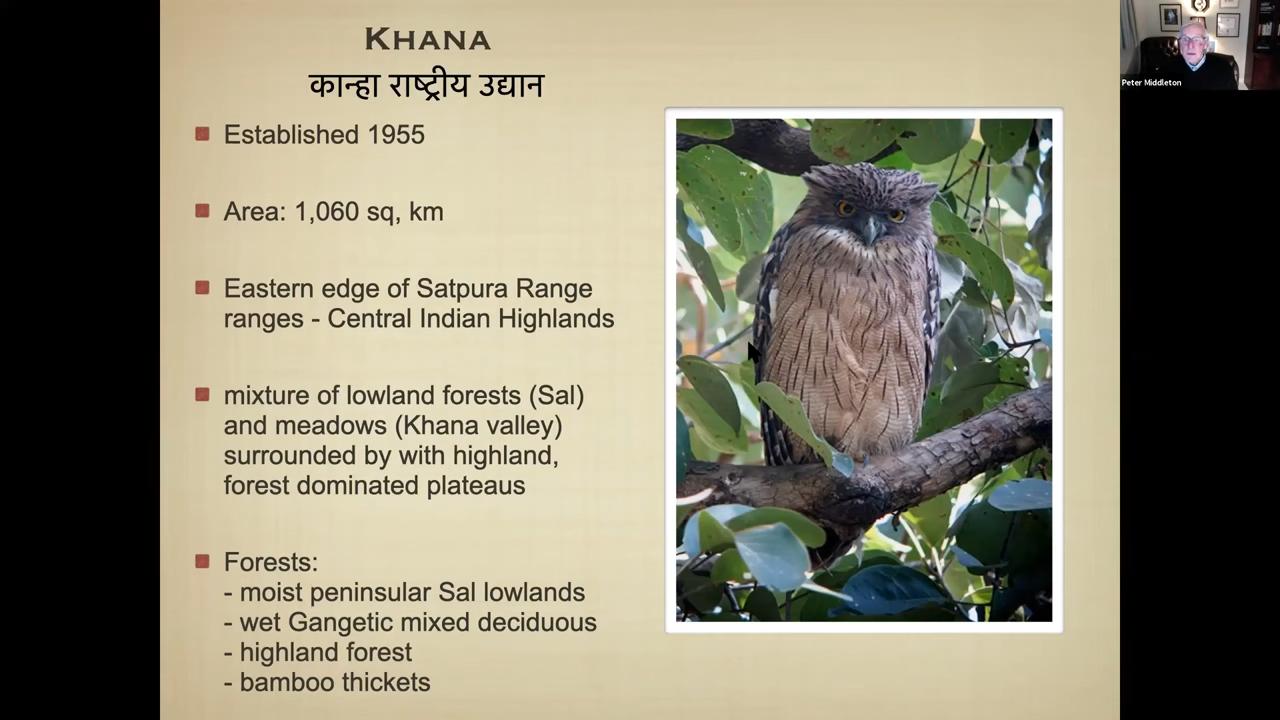 Khana
कान्हा राष्ट्रीय उद्यान
Established 1955
Area: 1,060 sq, km
Eastern edge of Satpura Range
ranges - Central Indian Highlands
mixture of lowland forests (Sal)
and meadows (Khana valley)
surrounded by with highland,
forest dominated plateaus
Forests:
- moist peninsular Sal lowlands
- wet Gangetic mixed deciduous
- highland forest
- bamboo thickets
Peter Middleton